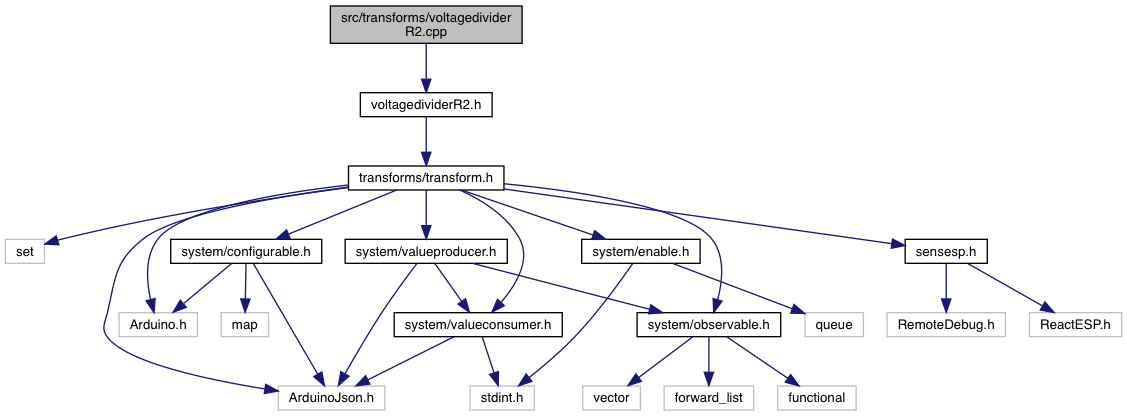 src/transforms/voltagedivider
R2.cpp
voltagedividerR2.h
transforms/transform.h
set
system/configurable.h
system/valueproducer.h
system/enable.h
sensesp.h
Arduino.h
map
system/valueconsumer.h
system/observable.h
queue
RemoteDebug.h
ReactESP.h
ArduinoJson.h
stdint.h
vector
forward_list
functional